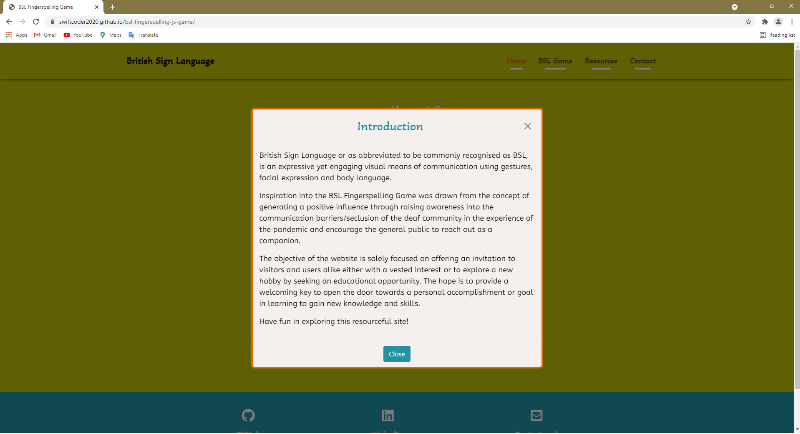 BSL Fingerspelling Game
swiftcoder2020.github.io/bsl-fingerspelling-js-game/
Apps Gmail YouTube Maps Translate Reading list
British Sign Language Home BSL Game Resources Contact
Introduction
British Sign Language or as abbreviated to be commonly recognised as BSL,
is an expressive yet engaging visual means of communication using gestures,
facial expression and body language.
Inspiration into the BSL Fingerspelling Game was drawn from the concept of
generating a positive influence through raising awareness into the
communication barriers/seclusion of the deaf community in the experience of
the pandemic and encourage the general public to reach out as a
companion.
The objective of the website is solely focused on offering an invitation to
visitors and users alike either with a vested interest or to explore a new
hobby by seeking an educational opportunity. The hope is to provide a
welcoming key to open the door towards a personal accomplishment or goal
in learning to gain new knowledge and skills.
Have fun in exploring this resourceful site!
Close